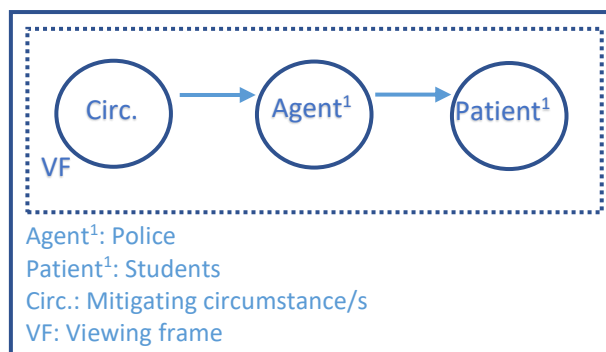 Circ.
Agent¹
Patient¹
VF
Agent¹: Police
Patient¹: Students
Circ.: Mitigating circumstance/s
VF: Viewing frame